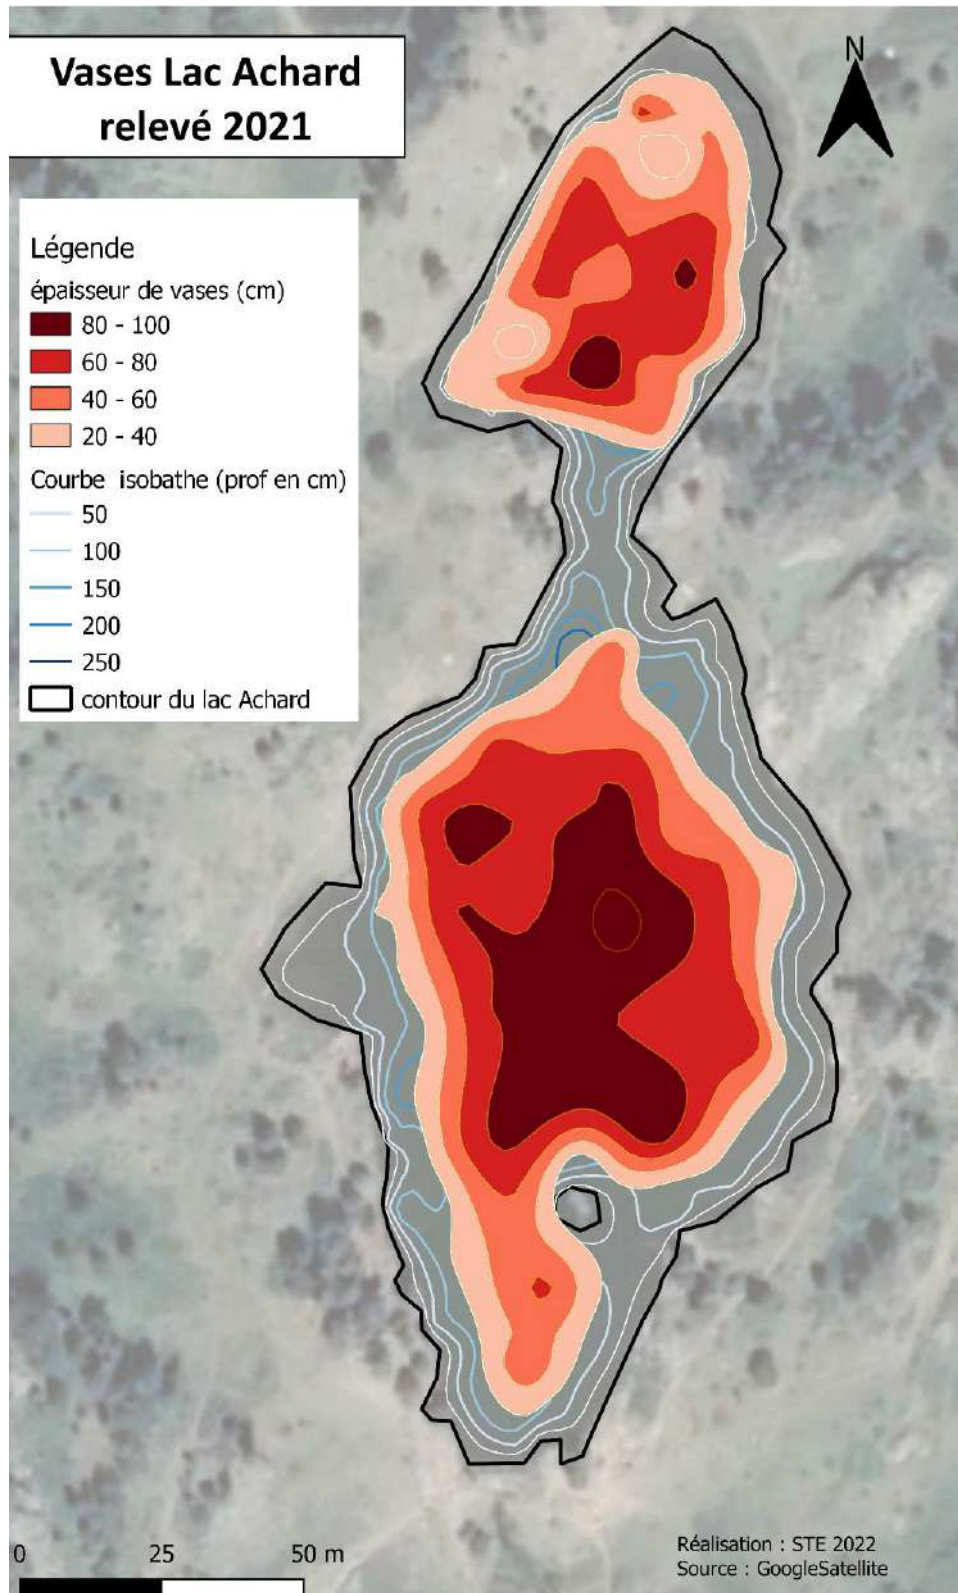 Vases Lac Achard
relevé 2021
N
Légende
épaisseur de vases (cm)
80 - 100
60 - 80
40 - 60
20 - 40
Courbe isobathe (prof en cm)
50
100
150
200
250
contour du lac Achard
0 25 50 m
Réalisation : STE 2022
Source : GoogleSatellite